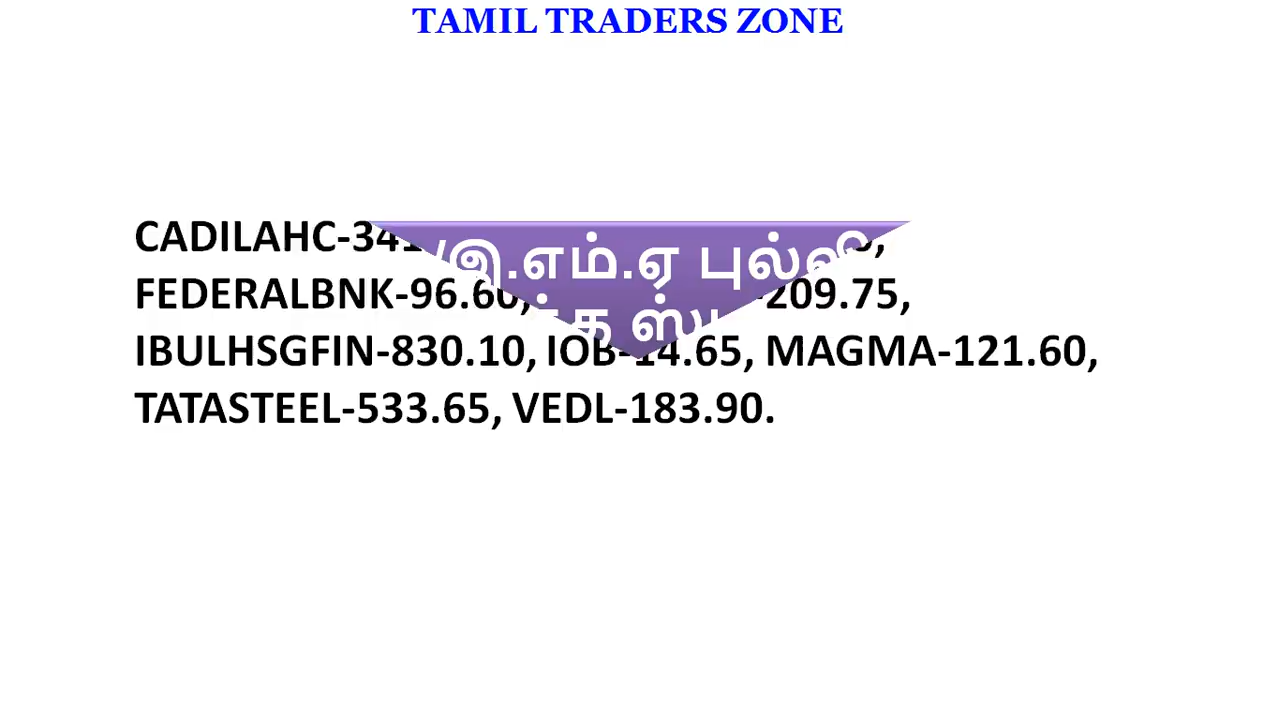 TAMIL TRADERS ZONE
CADILAHC-341
/இ.எம்.ஏ புல்லி
FEDERALBNK-96.60, -209.75,
IBULHSGFIN-830.10, IOB-14.65, MAGMA-121.60,
TATASTEEL-533.65, VEDL-183.90.